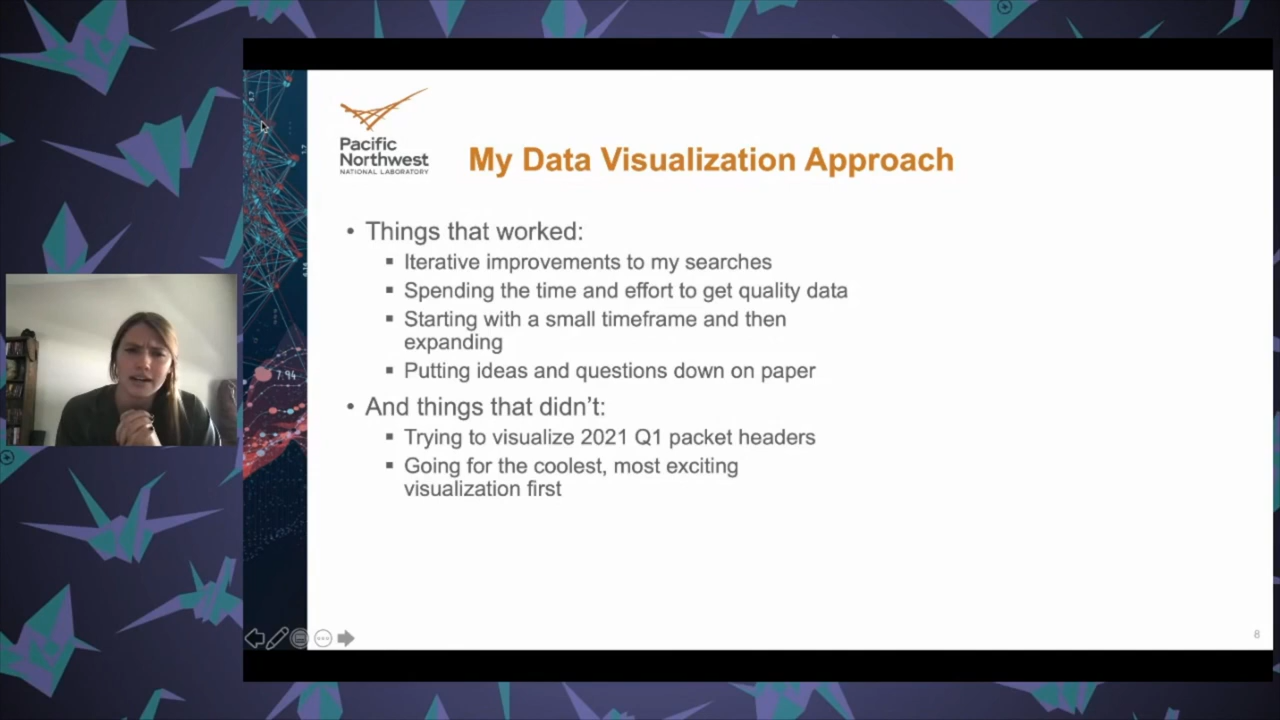 Pacific
Northwest
NATIONAL LABORATORY
My Data Visualization Approach
• Things that worked:
▪ Iterative improvements to my searches
▪ Spending the time and effort to get quality data
▪ Starting with a small timeframe and then
expanding
▪ Putting ideas and questions down on paper
• And things that didn't:
▪ Trying to visualize 2021 Q1 packet headers
▪ Going for the coolest, most exciting
visualization first
7.94
8